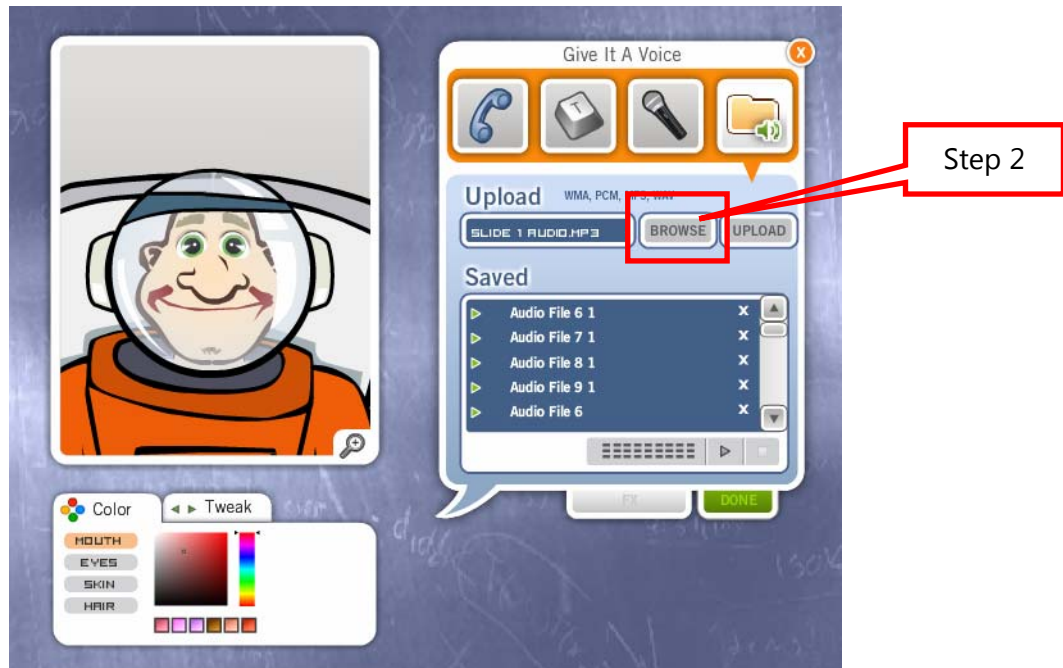 Give It A Voice
X
T
Step 2
Upload WMA, PCM, MP3, WAV
SLIDE 1 AUDIO.MP3 BROWSE UPLOAD
Saved
Audio File 6 1 X
Audio File 7 1 X
Audio File 8 1 X
Audio File 9 1 X
Audio File 6 X
FX DONE
Color Tweak
MOUTH
EYES
SKIN
HAIR